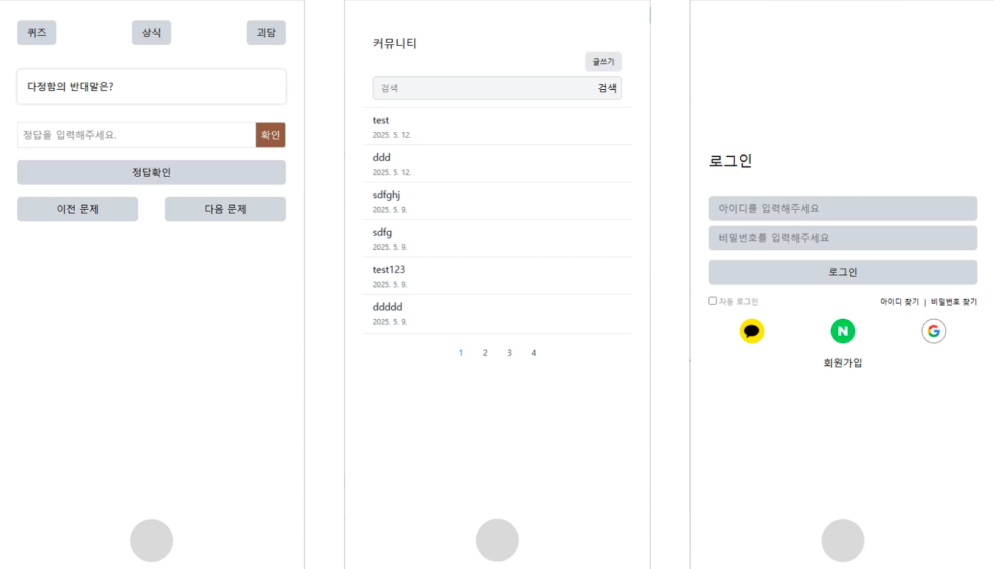 퀴즈 상식 괴담
다정함의 반대말은?
정답을 입력해주세요. 확인
정답확인
이전 문제 다음 문제
커뮤니티
글쓰기
검색 검색
test
2025. 5. 12.
ddd
2025. 5. 12.
sdfghj
2025. 5. 9.
sdfg
2025. 5. 9.
test123
2025. 5. 9.
ddddd
2025. 5. 9.
1 2 3 4
로그인
아이디를 입력해주세요
비밀번호를 입력해주세요
로그인
자동 로그인 아이디 찾기 | 비밀번호 찾기
N G
회원가입